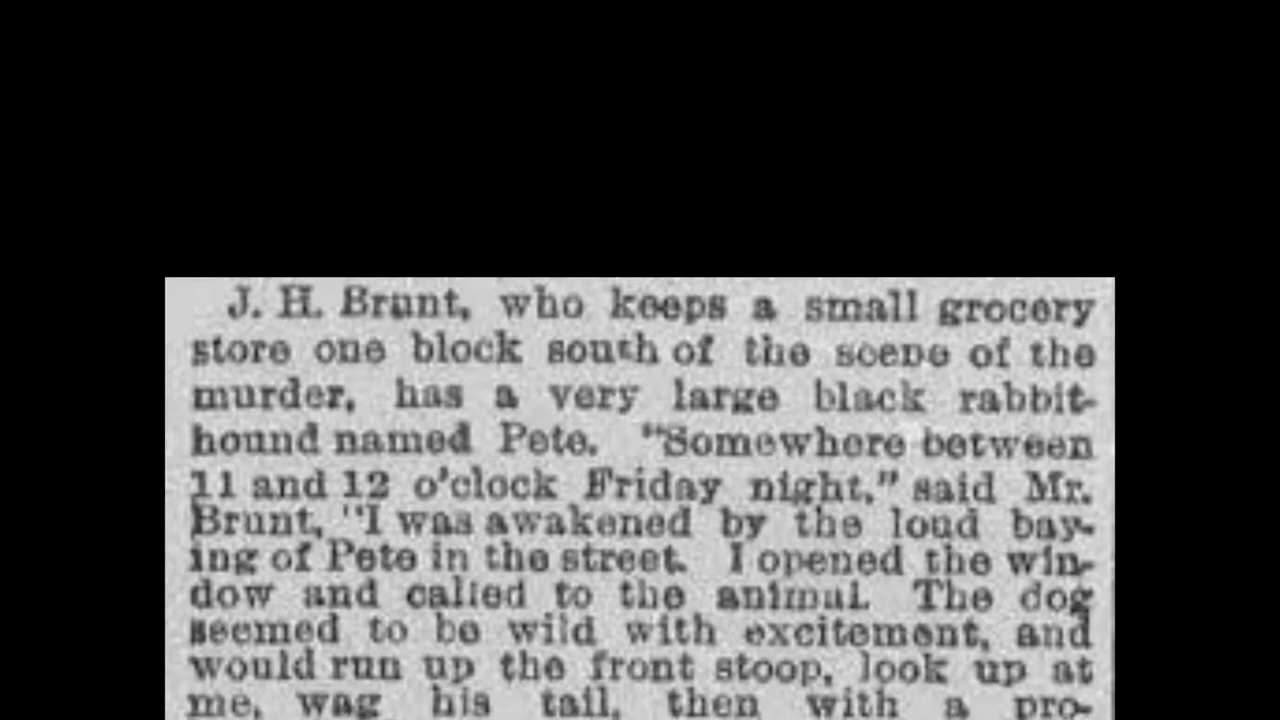 J. H. Brunt, who keeps a small grocery
store one block south of the scene of the
murder, has a very large black rabbit-
hound named Pete. "Somewhere between
11 and 12 o'clock Friday night," said Mr.
Brunt, "I was awakened by the loud bay-
ing of Pete in the street. I opened the win-
dow and called to the animal. The dog
seemed to be wild with excitement, and
would run up the front stoop, look up at
me, wag his tail, then with a pro-